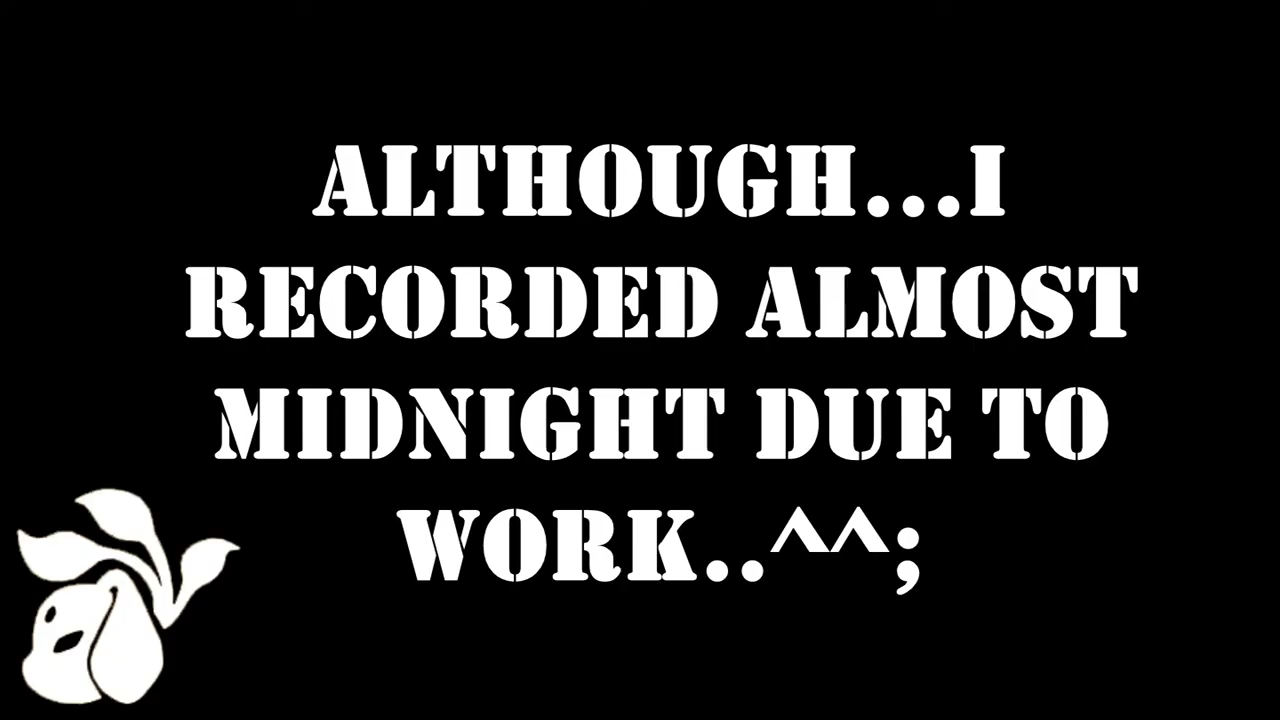 ALTHOUGH...I
RECORDED ALMOST
MIDNIGHT DUE TO
WORK..^^;